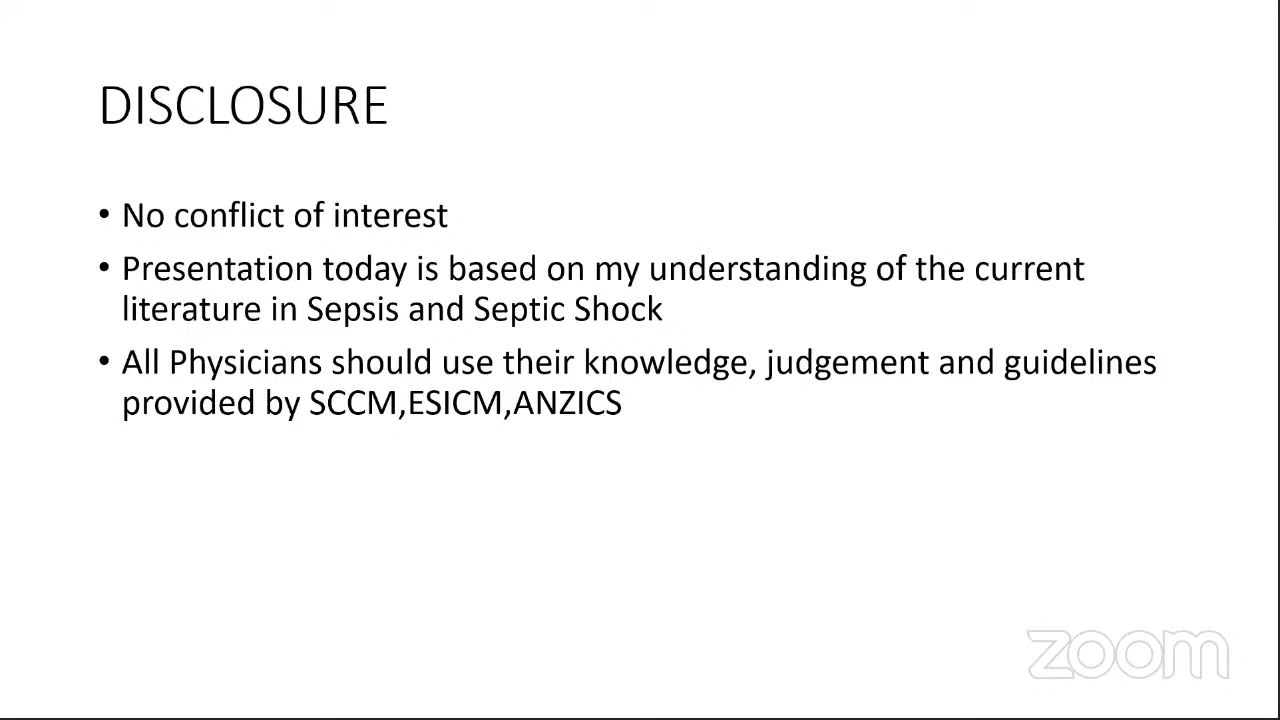 DISCLOSURE
• No conflict of interest
• Presentation today is based on my understanding of the current
literature in Sepsis and Septic Shock
• All Physicians should use their knowledge, judgement and guidelines
provided by SCCM,ESICM,ANZICS
zoom